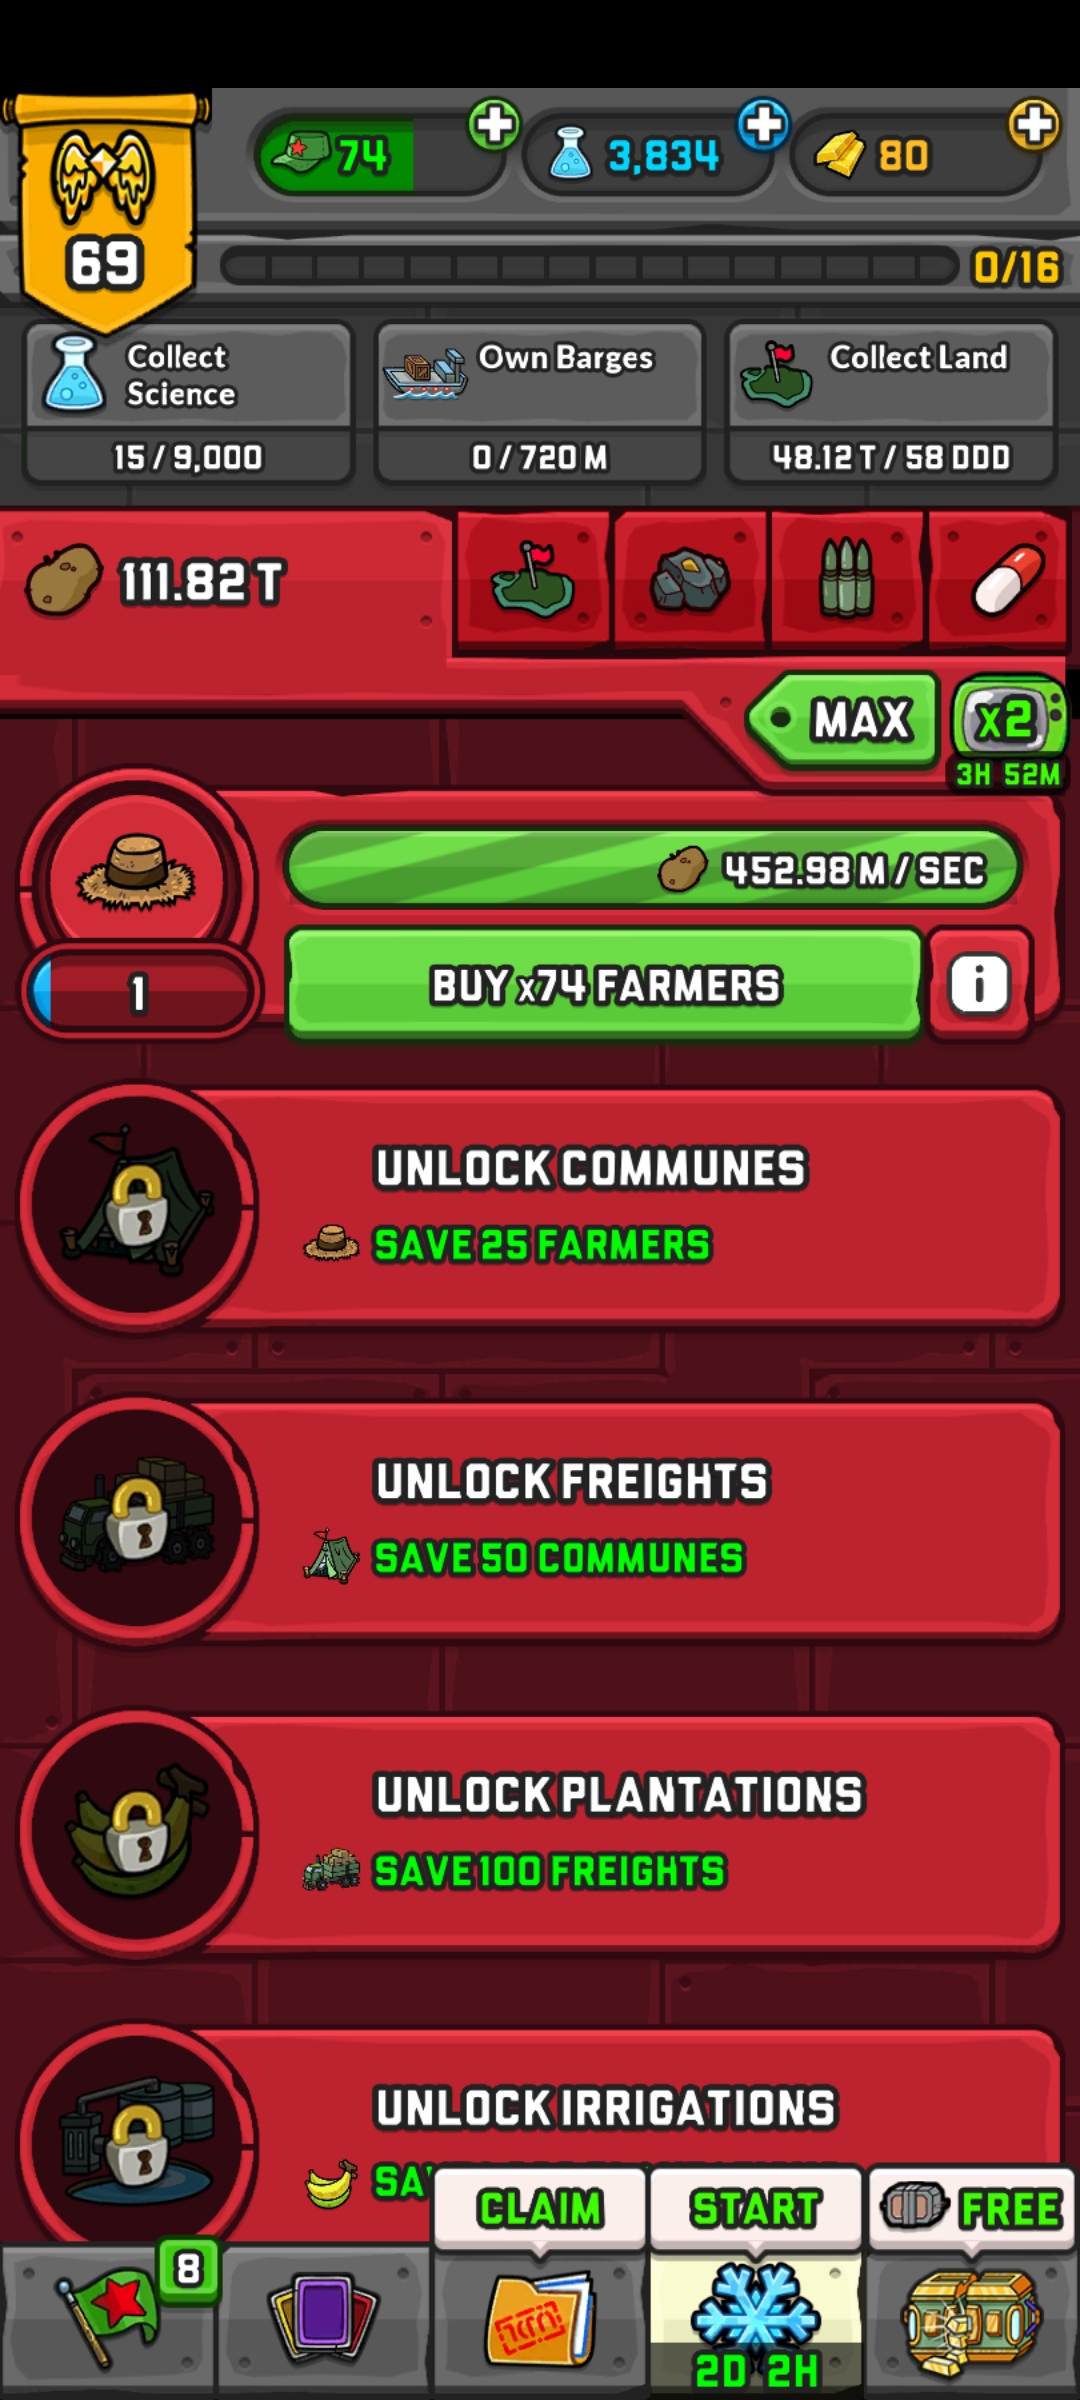 74
3,834
80
69
0/16
Collect
Science
15 / 9,000
Own Barges
0 / 720 M
Collect Land
48.12 T / 58 DDD
111.82 T
MAX
x2
3H 52M
452.98 M / SEC
1
BUY x74 FARMERS
i
UNLOCK COMMUNES
SAVE 25 FARMERS
UNLOCK FREIGHTS
SAVE 50 COMMUNES
UNLOCK PLANTATIONS
SAVE 100 FREIGHTS
UNLOCK IRRIGATIONS
CLAIM
START
FREE
8
2D 2H